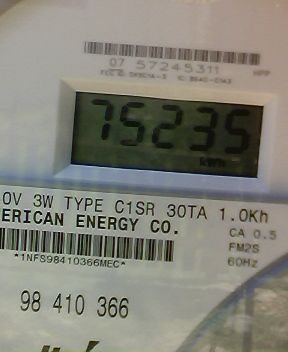 07 57245311
HPP
75235
kWh
0V 3W TYPE C1SR 30TA 1.0Kh
ERICAN ENERGY CO.
CA 0.5
FM2S
60Hz
*1NFS98410366MEC*
98 410 366